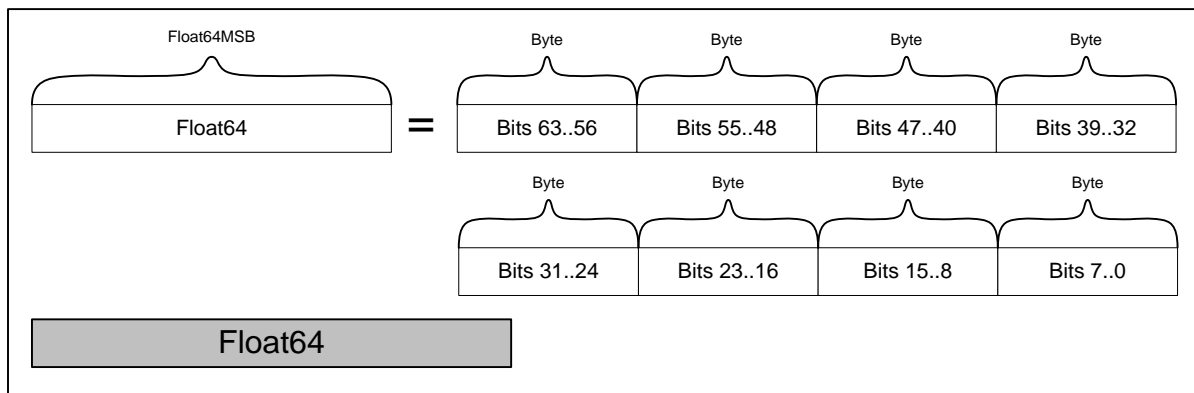 Float64MSB Byte Byte Byte Byte
Float64 = Bits 63..56 Bits 55..48 Bits 47..40 Bits 39..32
Byte Byte Byte Byte
Bits 31..24 Bits 23..16 Bits 15..8 Bits 7..0
Float64